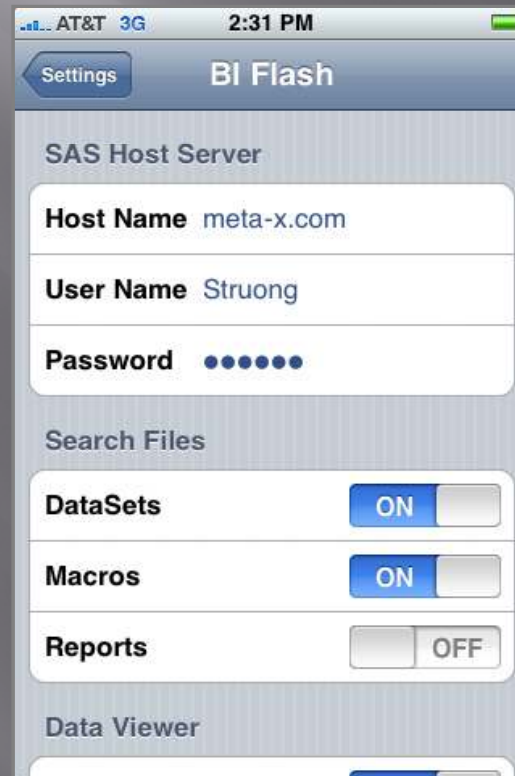 AT&T 3G 2:31 PM
Settings BI Flash
SAS Host Server
Host Name meta-x.com
User Name Struong
Password ●●●●●●
Search Files
DataSets ON
Macros ON
Reports OFF
Data Viewer